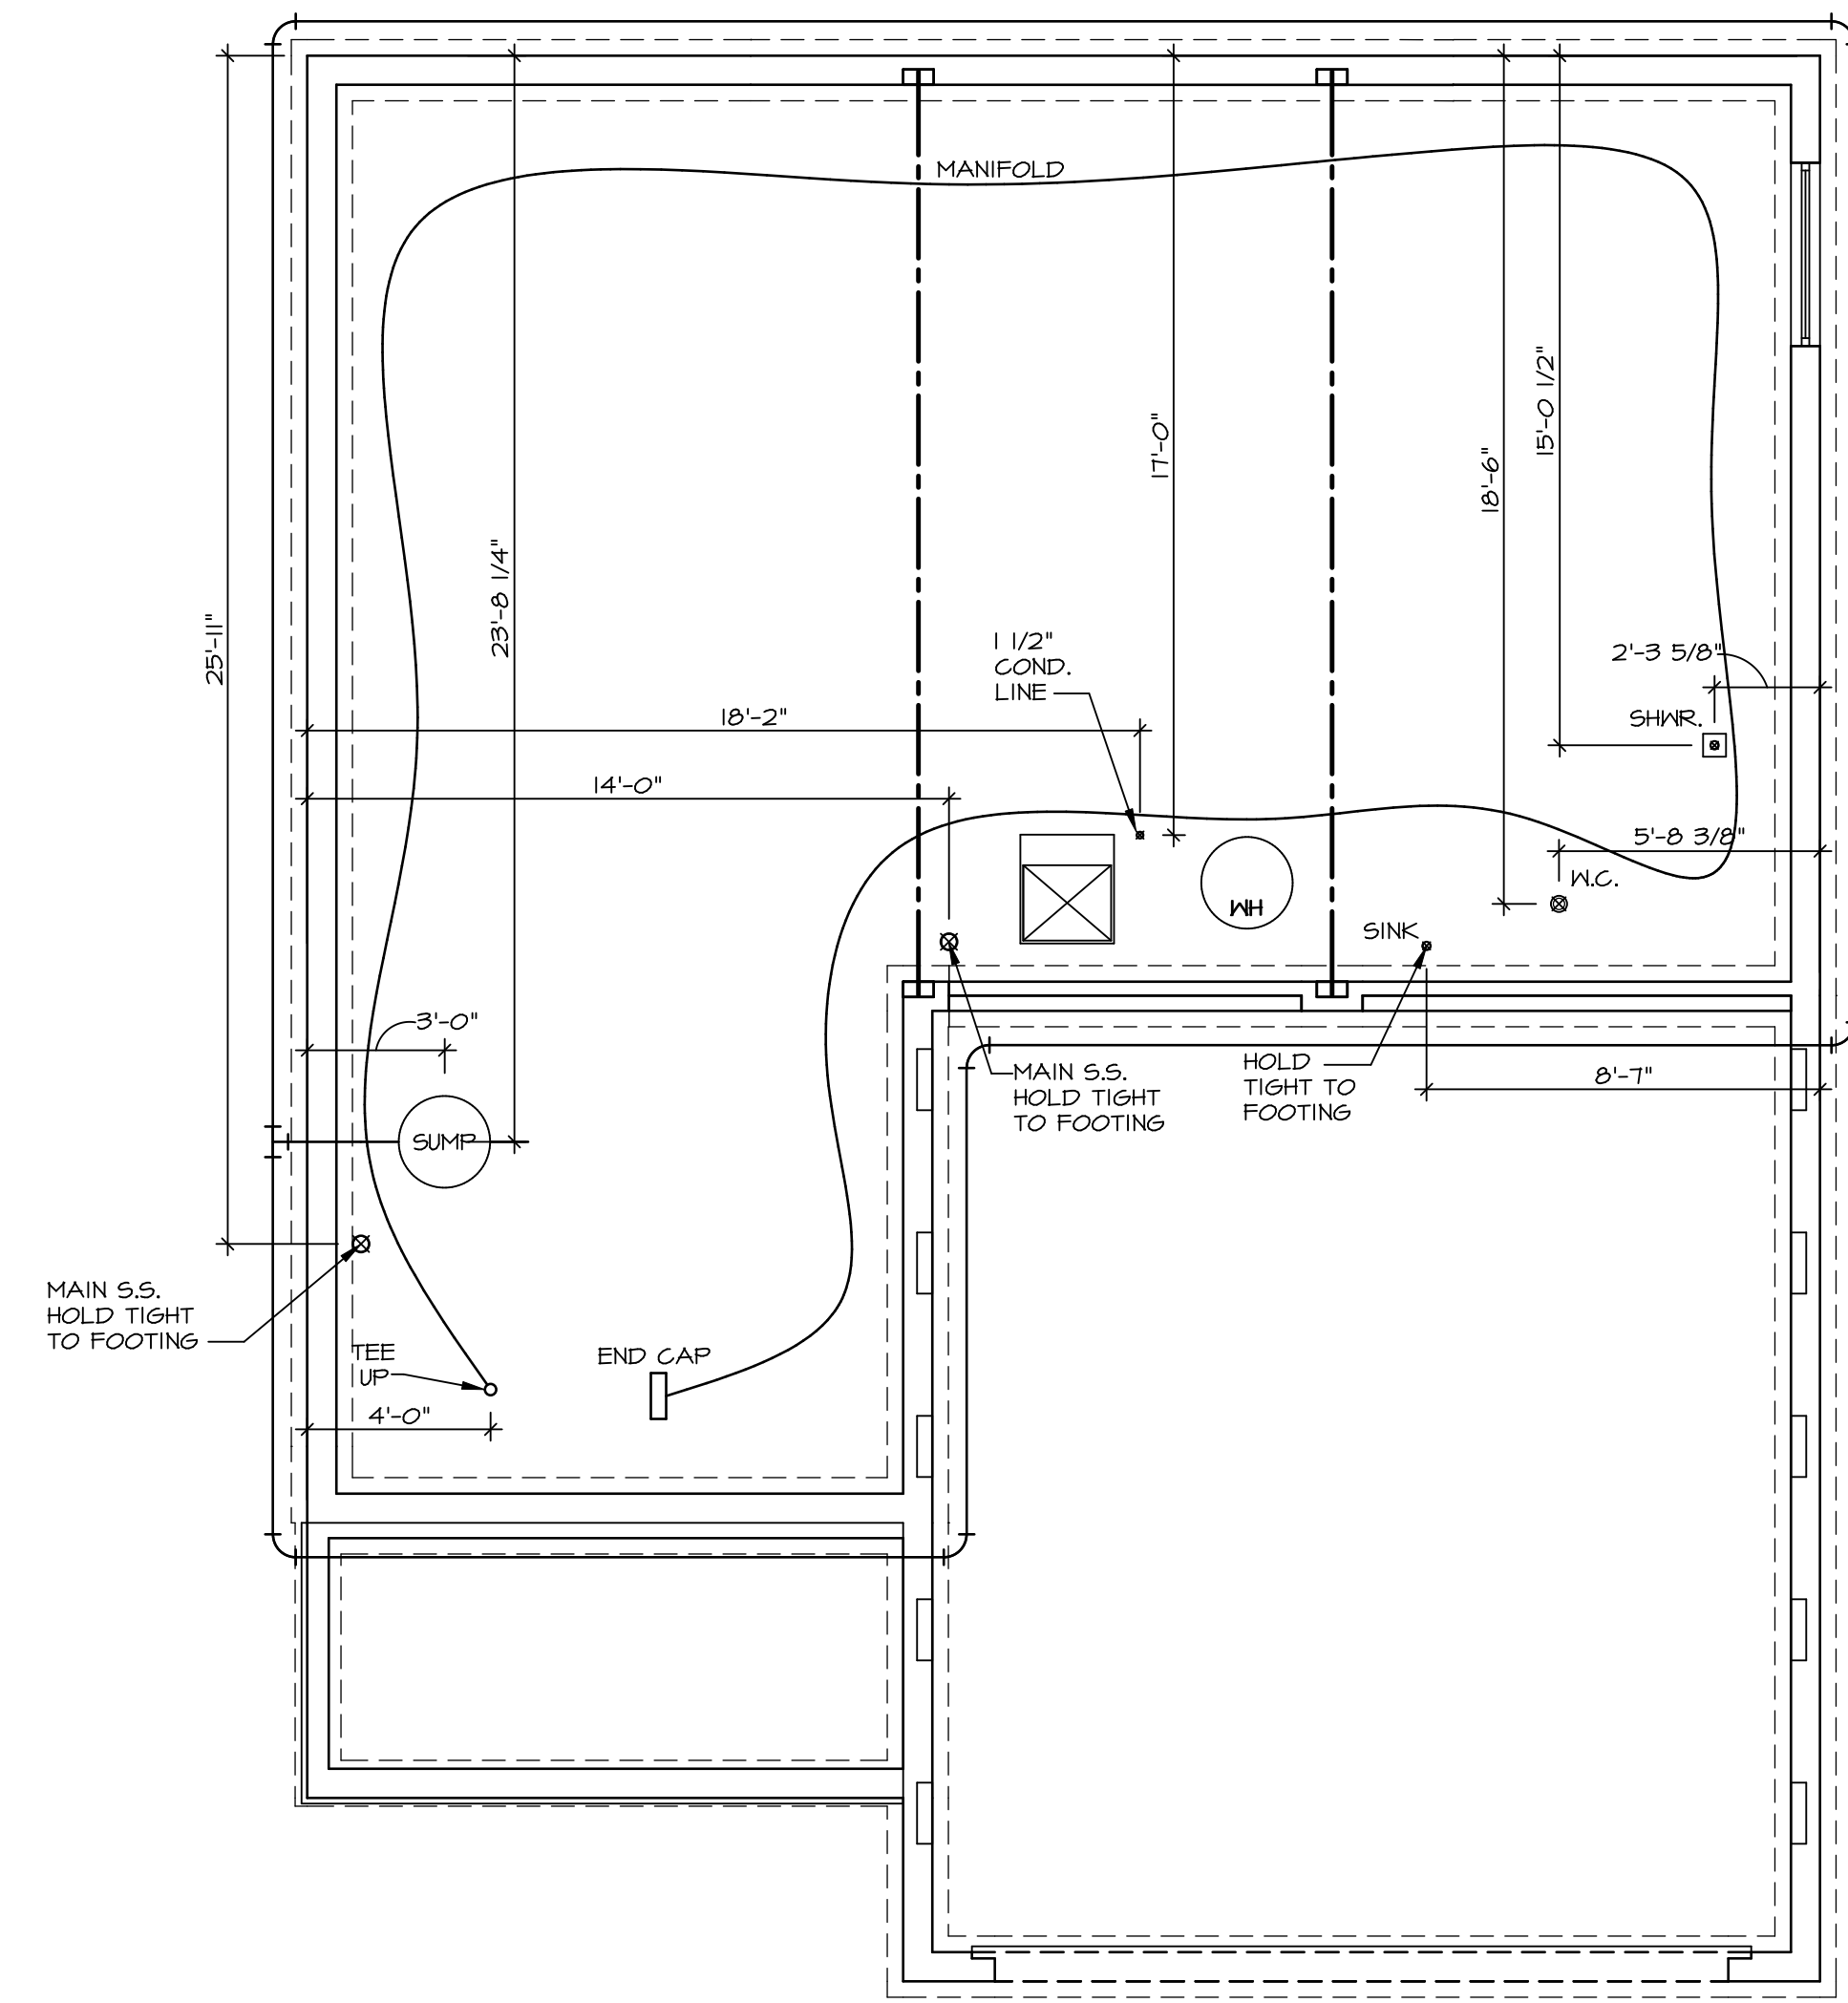 MANIFOLD
15'-0 1/2"
17'-0"
18'-6"
23'-8 1/4"
25'-11"
1 1/2"
COND.
LINE
2'-3 5/8"
18'-2"
SHWR.
14'-0"
5'-8 3/8"
W.C.
WH
SINK
3'-0"
MAIN S.S.
HOLD TIGHT
TO FOOTING
HOLD
TIGHT TO
FOOTING
8'-7"
SUMP
MAIN S.S.
HOLD TIGHT
TO FOOTING
TEE
UP
END CAP
4'-0"